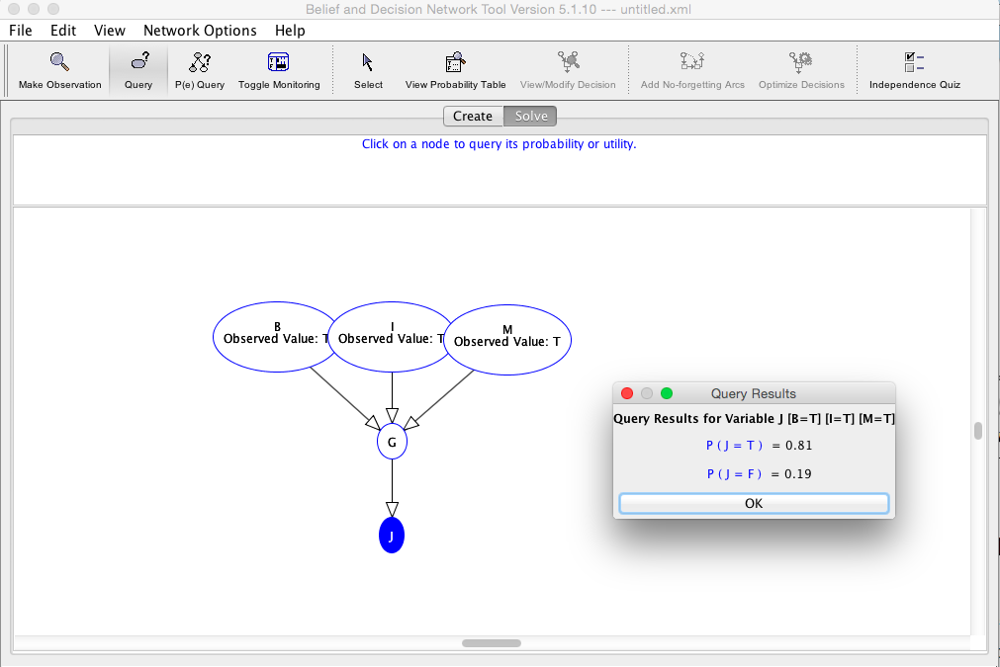 Belief and Decision Network Tool Version 5.1.10 --- untitled.xml
File Edit View Network Options Help
Make Observation Query P(e) Query Toggle Monitoring Select View Probability Table View/Modify Decision Add No-forgetting Arcs Optimize Decisions Independence Quiz
Create Solve
Click on a node to query its probability or utility.
B
Observed Value: T
I
Observed Value: T
M
Observed Value: T
G
J
Query Results
Query Results for Variable J [B=T] [I=T] [M=T]
P ( J = T ) = 0.81
P ( J = F ) = 0.19
OK